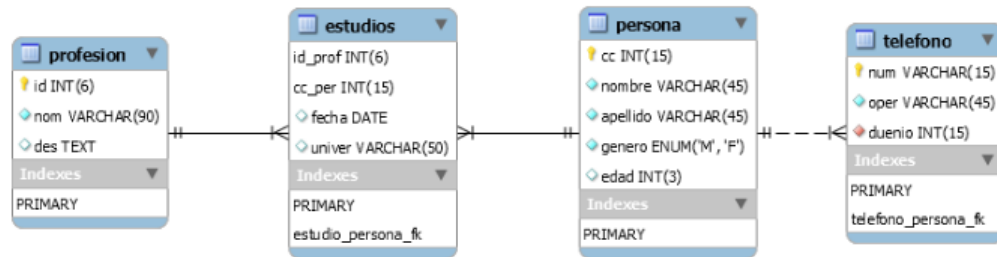 profesion
id INT(6)
nom VARCHAR(90)
des TEXT
Indexes
PRIMARY
estudios
id_prof INT(6)
cc_per INT(15)
fecha DATE
univer VARCHAR(50)
Indexes
PRIMARY
estudio_persona_fk
persona
cc INT(15)
nombre VARCHAR(45)
apellido VARCHAR(45)
genero ENUM('M', 'F')
edad INT(3)
Indexes
PRIMARY
telefono
num VARCHAR(15)
oper VARCHAR(45)
duenio INT(15)
Indexes
PRIMARY
telefono_persona_fk